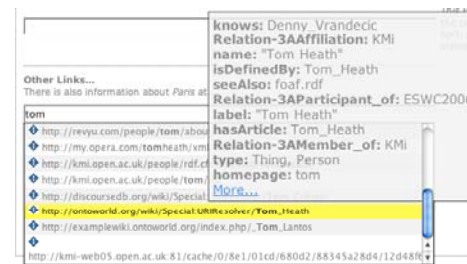 knows: Denny_Vrandecic
Relation-3AAffiliation: KMi
name: "Tom Heath"
isDefinedBy: Tom_Heath
seeAlso: foaf.rdf
Relation-3AParticipant_of: ESWC200
label: "Tom Heath"
hasArticle: Tom_Heath
Relation-3AMember_of: KMi
type: Thing, Person
homepage: tom
More...
Other Links...
There is also information about Paris at
tom
http://revyu.com/people/tom/abou
http://my.opera.com/tomheath/xml
http://kmi.open.ac.uk/people/rdf.cf
http://kmi.open.ac.uk/people/tom/
http://discoursedb.org/wiki/Special:
http://ontoworld.org/wiki/Special:URIResolver/Tom_Heath
http://examplewiki.ontoworld.org/index.php/_Tom_Lantos
http://kmi-web05.open.ac.uk:81/cache/0/8e1/01cd/680d2/88345a28d4/12d48f